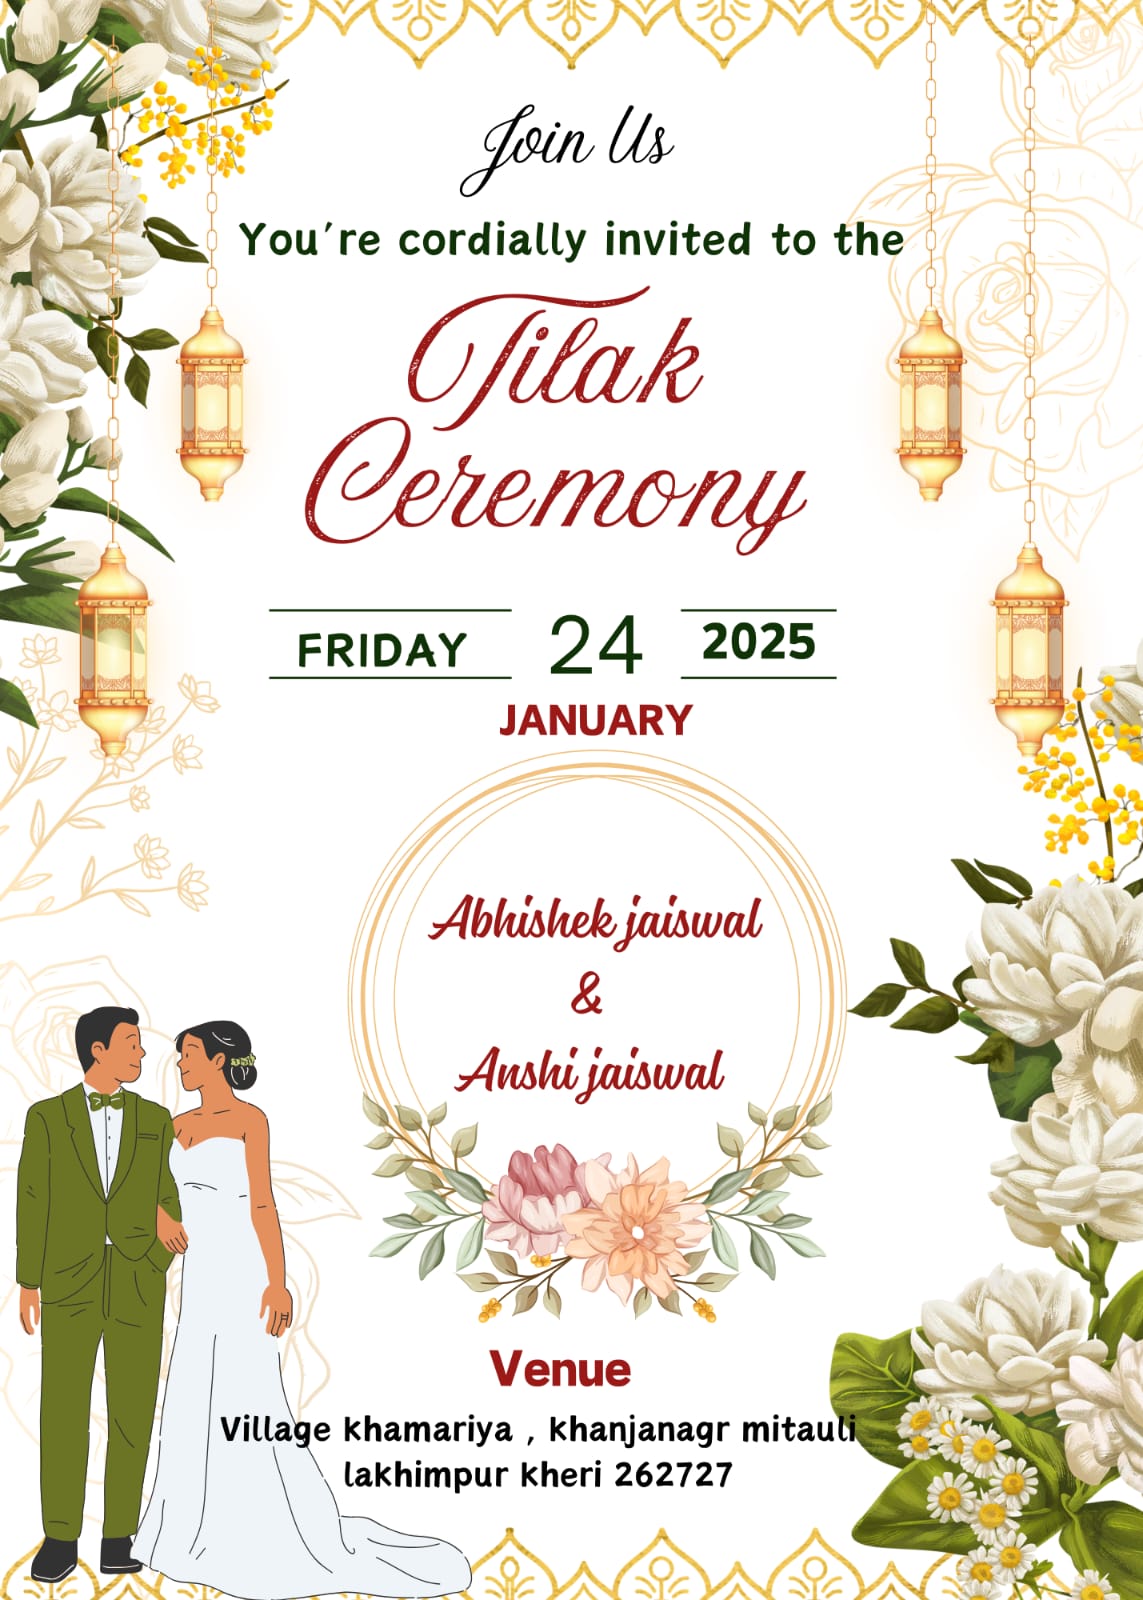 Join Us
You're cordially invited to the
Tilak
Ceremony
FRIDAY 24 2025
JANUARY
Abhishek jaiswal
&
Anshi jaiswal
Venue
Village khamariya , khanjanagr mitauli
lakhimpur kheri 262727